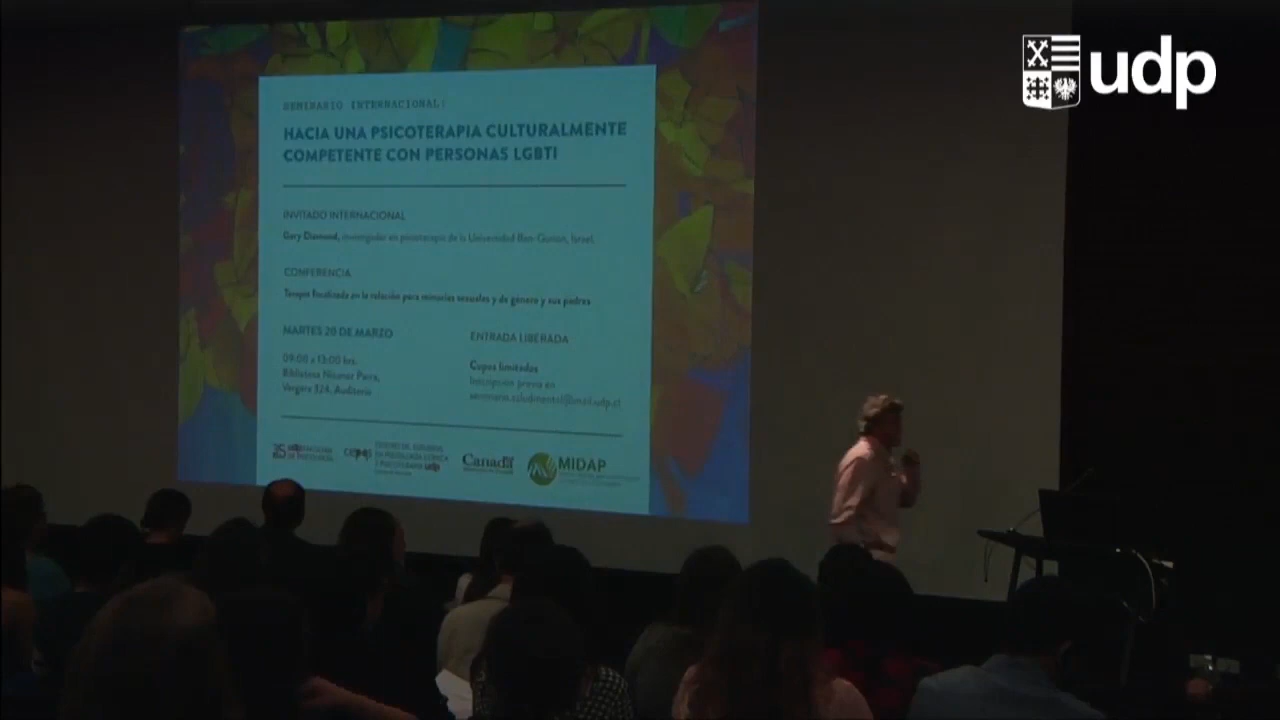 udp
SEMINARIO INTERNACIONAL:
HACIA UNA PSICOTERAPIA CULTURALMENTE
COMPETENTE CON PERSONAS LGBTI
INVITADO INTERNACIONAL
Gary Diamond, investigador en psicoterapia de la Universidad Ben-Gurion, Israel.
CONFERENCIA
Terapia focalizada en la relación para minorías sexuales y de género y sus padres
MARTES 20 DE MARZO
09:00 a 13:00 hrs.
Biblioteca Nicanor Parra,
Vergara 324, Auditorio
ENTRADA LIBERADA
Cupos limitados
Inscripción previa en
Canada
MIDAP